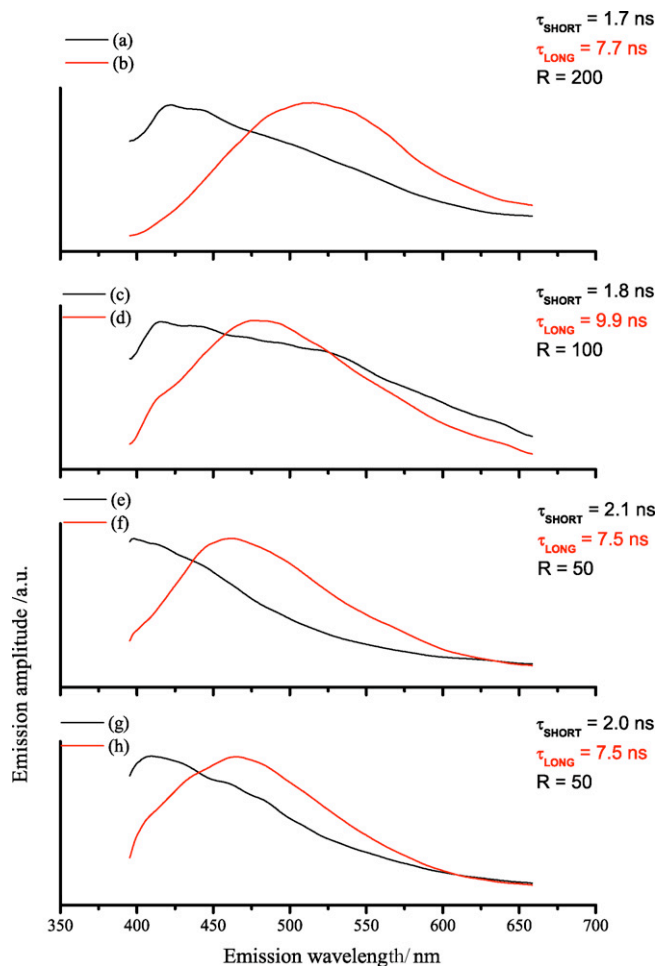 (a)
(b)
τSHORT = 1.7 ns
τLONG = 7.7 ns
R = 200
(c)
(d)
τSHORT = 1.8 ns
τLONG = 9.9 ns
R = 100
(e)
(f)
τSHORT = 2.1 ns
τLONG = 7.5 ns
R = 50
(g)
(h)
τSHORT = 2.0 ns
τLONG = 7.5 ns
R = 50
Emission amplitude /a.u.
350 400 450 500 550 600 650 700
Emission wavelength/ nm